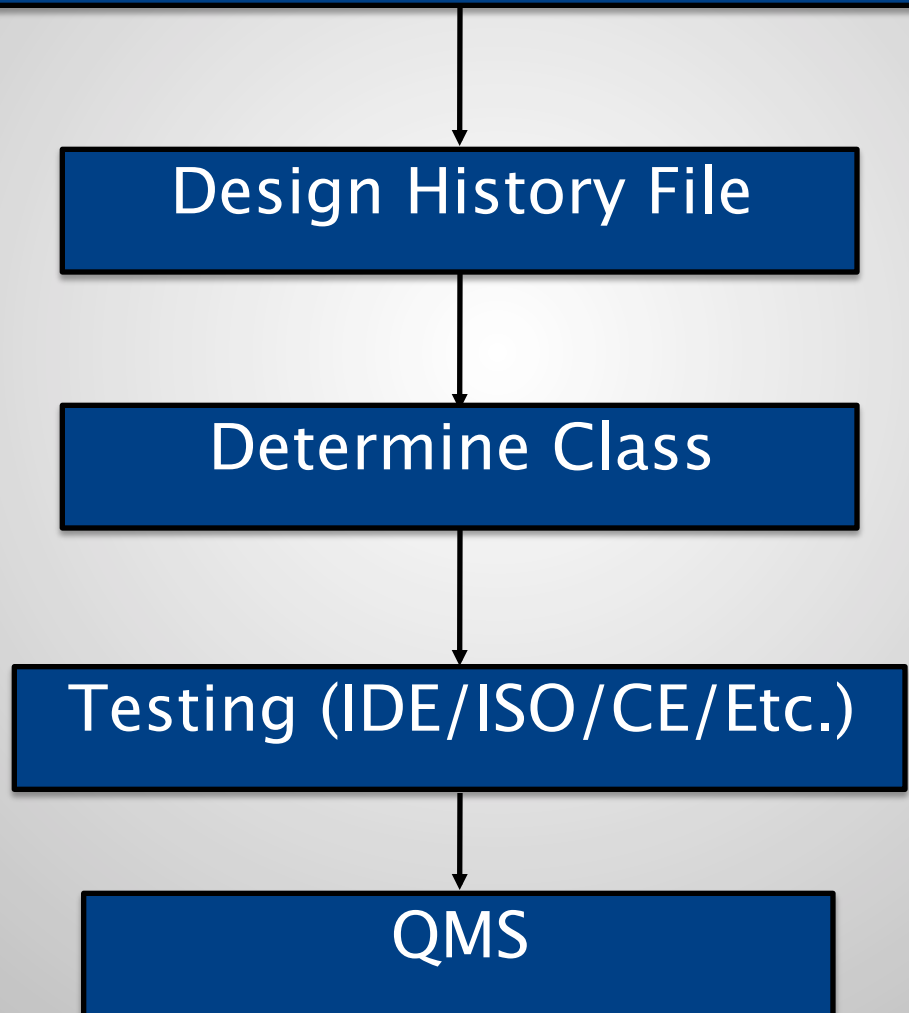 Design History File
Determine Class
Testing (IDE/ISO/CE/Etc.)
QMS